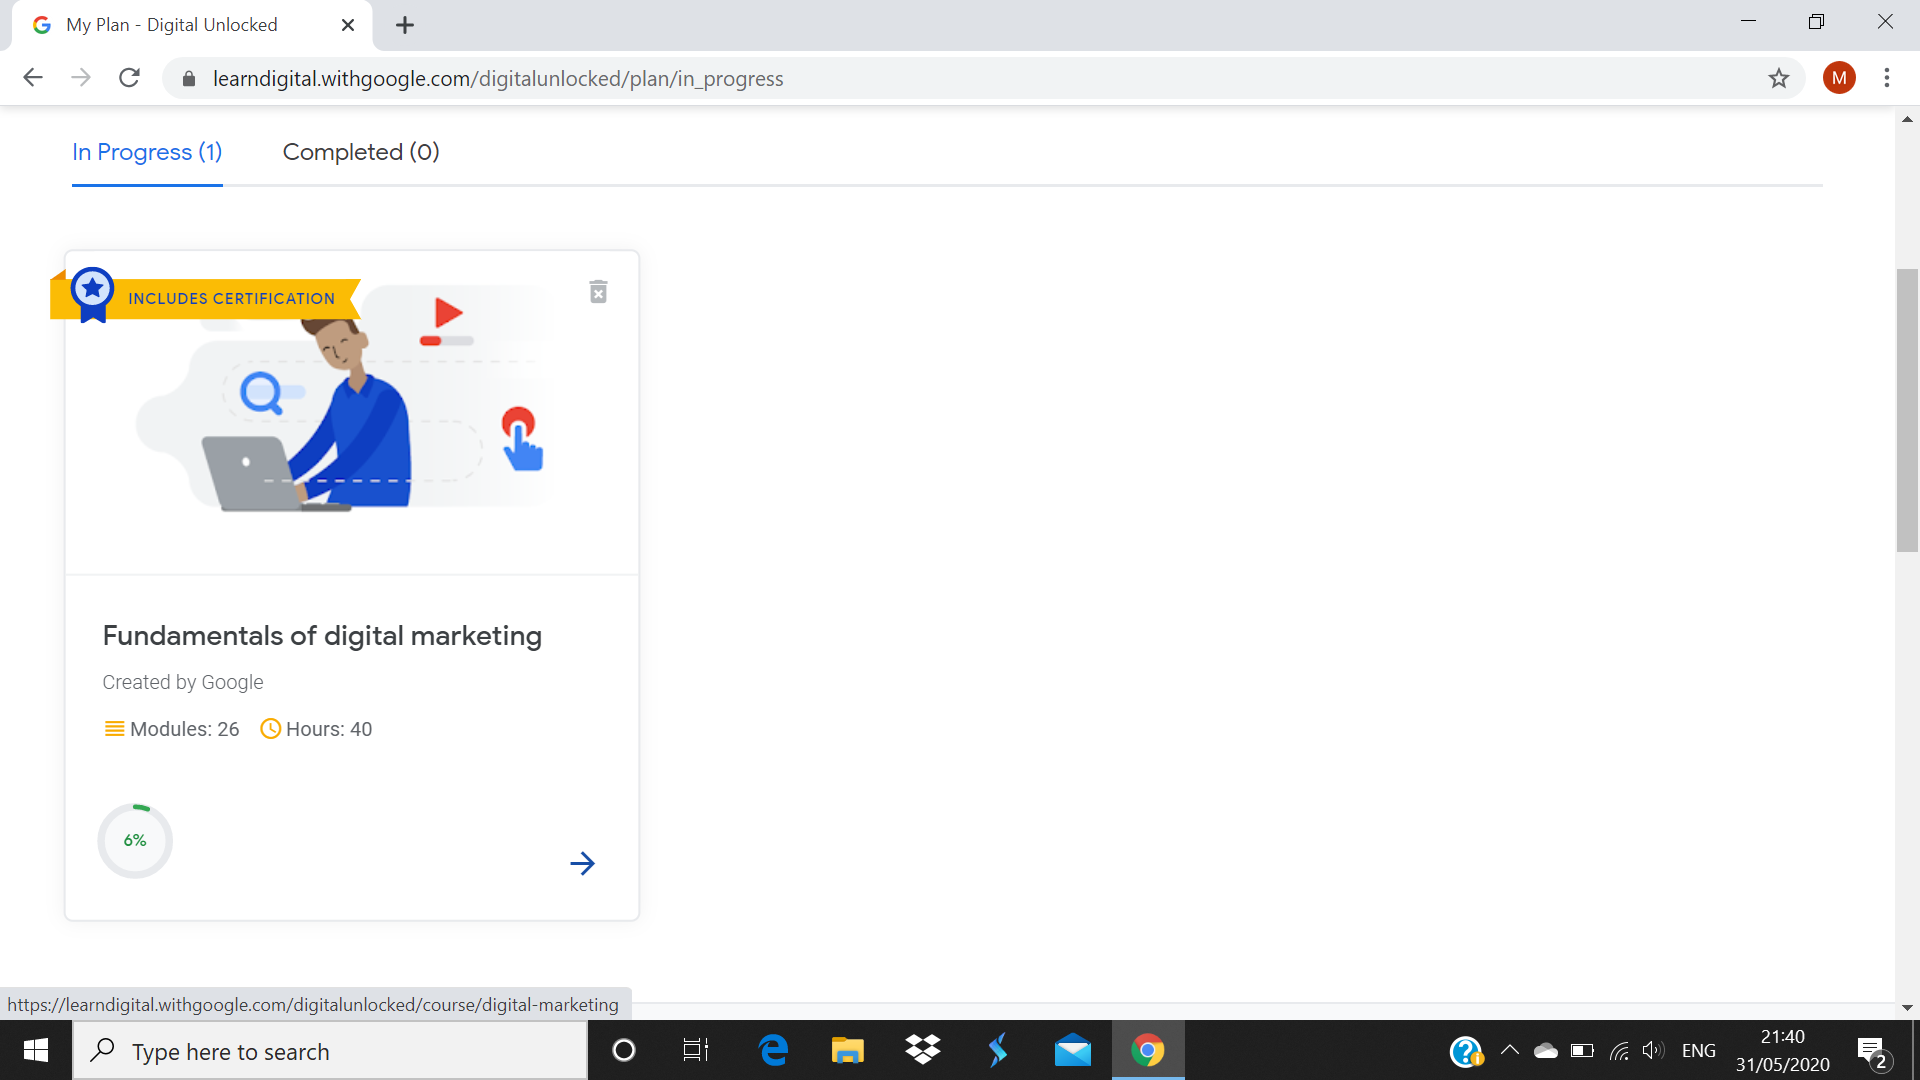 My Plan - Digital Unlocked
learndigital.withgoogle.com/digitalunlocked/plan/in_progress
M
In Progress (1) Completed (0)
INCLUDES CERTIFICATION
Fundamentals of digital marketing
Created by Google
Modules: 26 Hours: 40
6%
https://learndigital.withgoogle.com/digitalunlocked/course/digital-marketing
Type here to search
ENG
21:40
31/05/2020
2